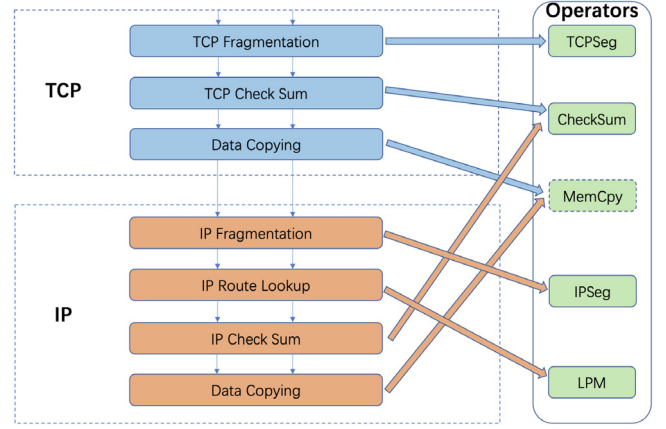 Operators
TCP
TCP Fragmentation
TCP Check Sum
Data Copying
IP
IP Fragmentation
IP Route Lookup
IP Check Sum
Data Copying
TCPSeg
CheckSum
MemCpy
IPSeg
LPM